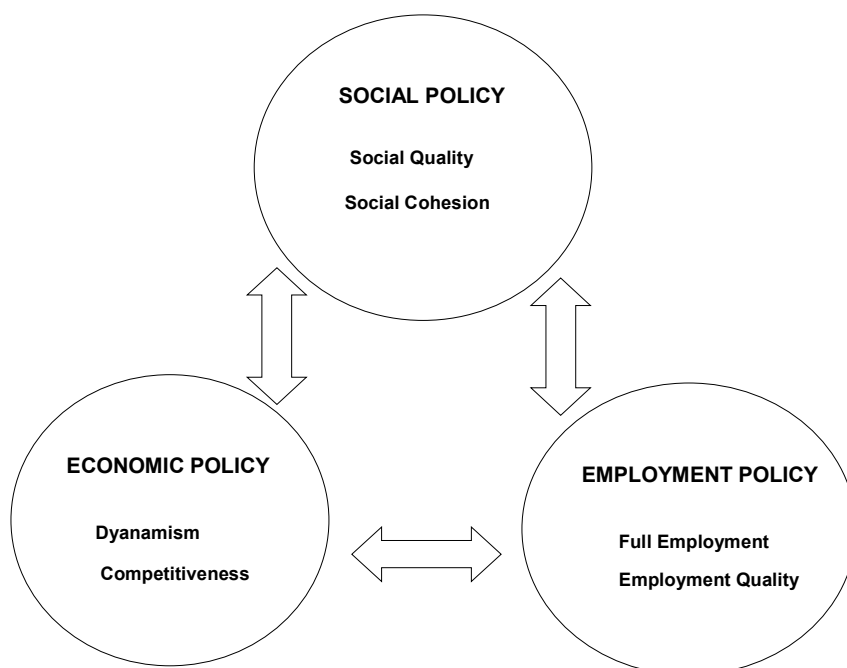 SOCIAL POLICY
Social Quality
Social Cohesion
ECONOMIC POLICY
Dyanamism
Competitiveness
EMPLOYMENT POLICY
Full Employment
Employment Quality